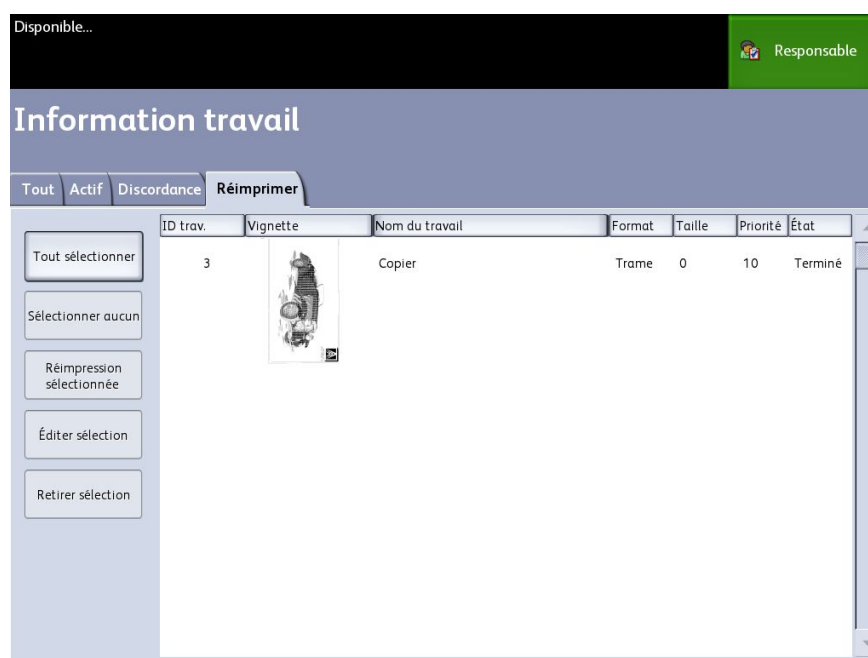 Disponible...
Responsable
Information travail
Tout Actif Discordance Réimprimer
ID trav. Vignette Nom du travail Format Taille Priorité État
Tout sélectionner
3 Copier Trame 0 10 Terminé
Sélectionner aucun
Réimpression
sélectionnée
Éditer sélection
Retirer sélection